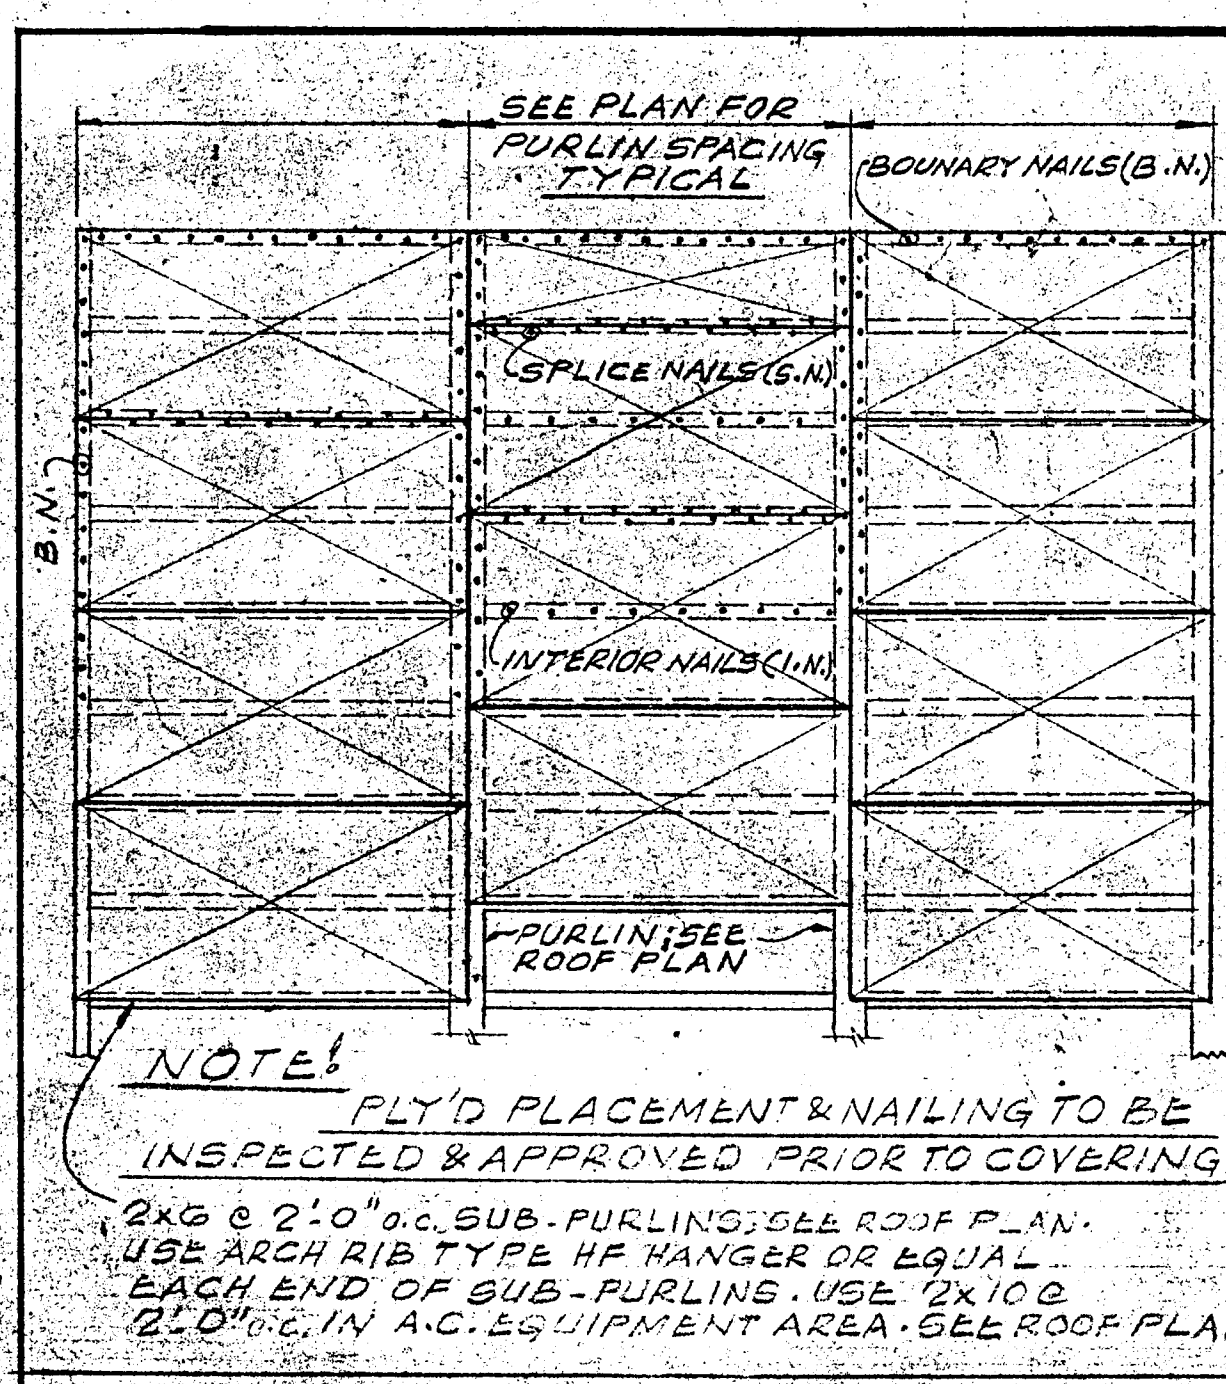 SEE PLAN FOR
PURLIN SPACING
TYPICAL
BOUNARY NAILS (B.N.)
SPLICE NAILS (S.N.)
B.N.
INTERIOR NAILS (I.N.)
PURLIN; SEE
ROOF PLAN
NOTE!
PLY'D PLACEMENT & NAILING TO BE
INSPECTED & APPROVED PRIOR TO COVERING
2x6 @ 2'-0" o.c. SUB-PURLINS; SEE ROOF PLAN.
USE ARCH RIB TYPE HF HANGER OR EQUAL
EACH END OF SUB-PURLINS. USE 2x10 @
2'-0" o.c. IN A.C. EQUIPMENT AREA. SEE ROOF PLA